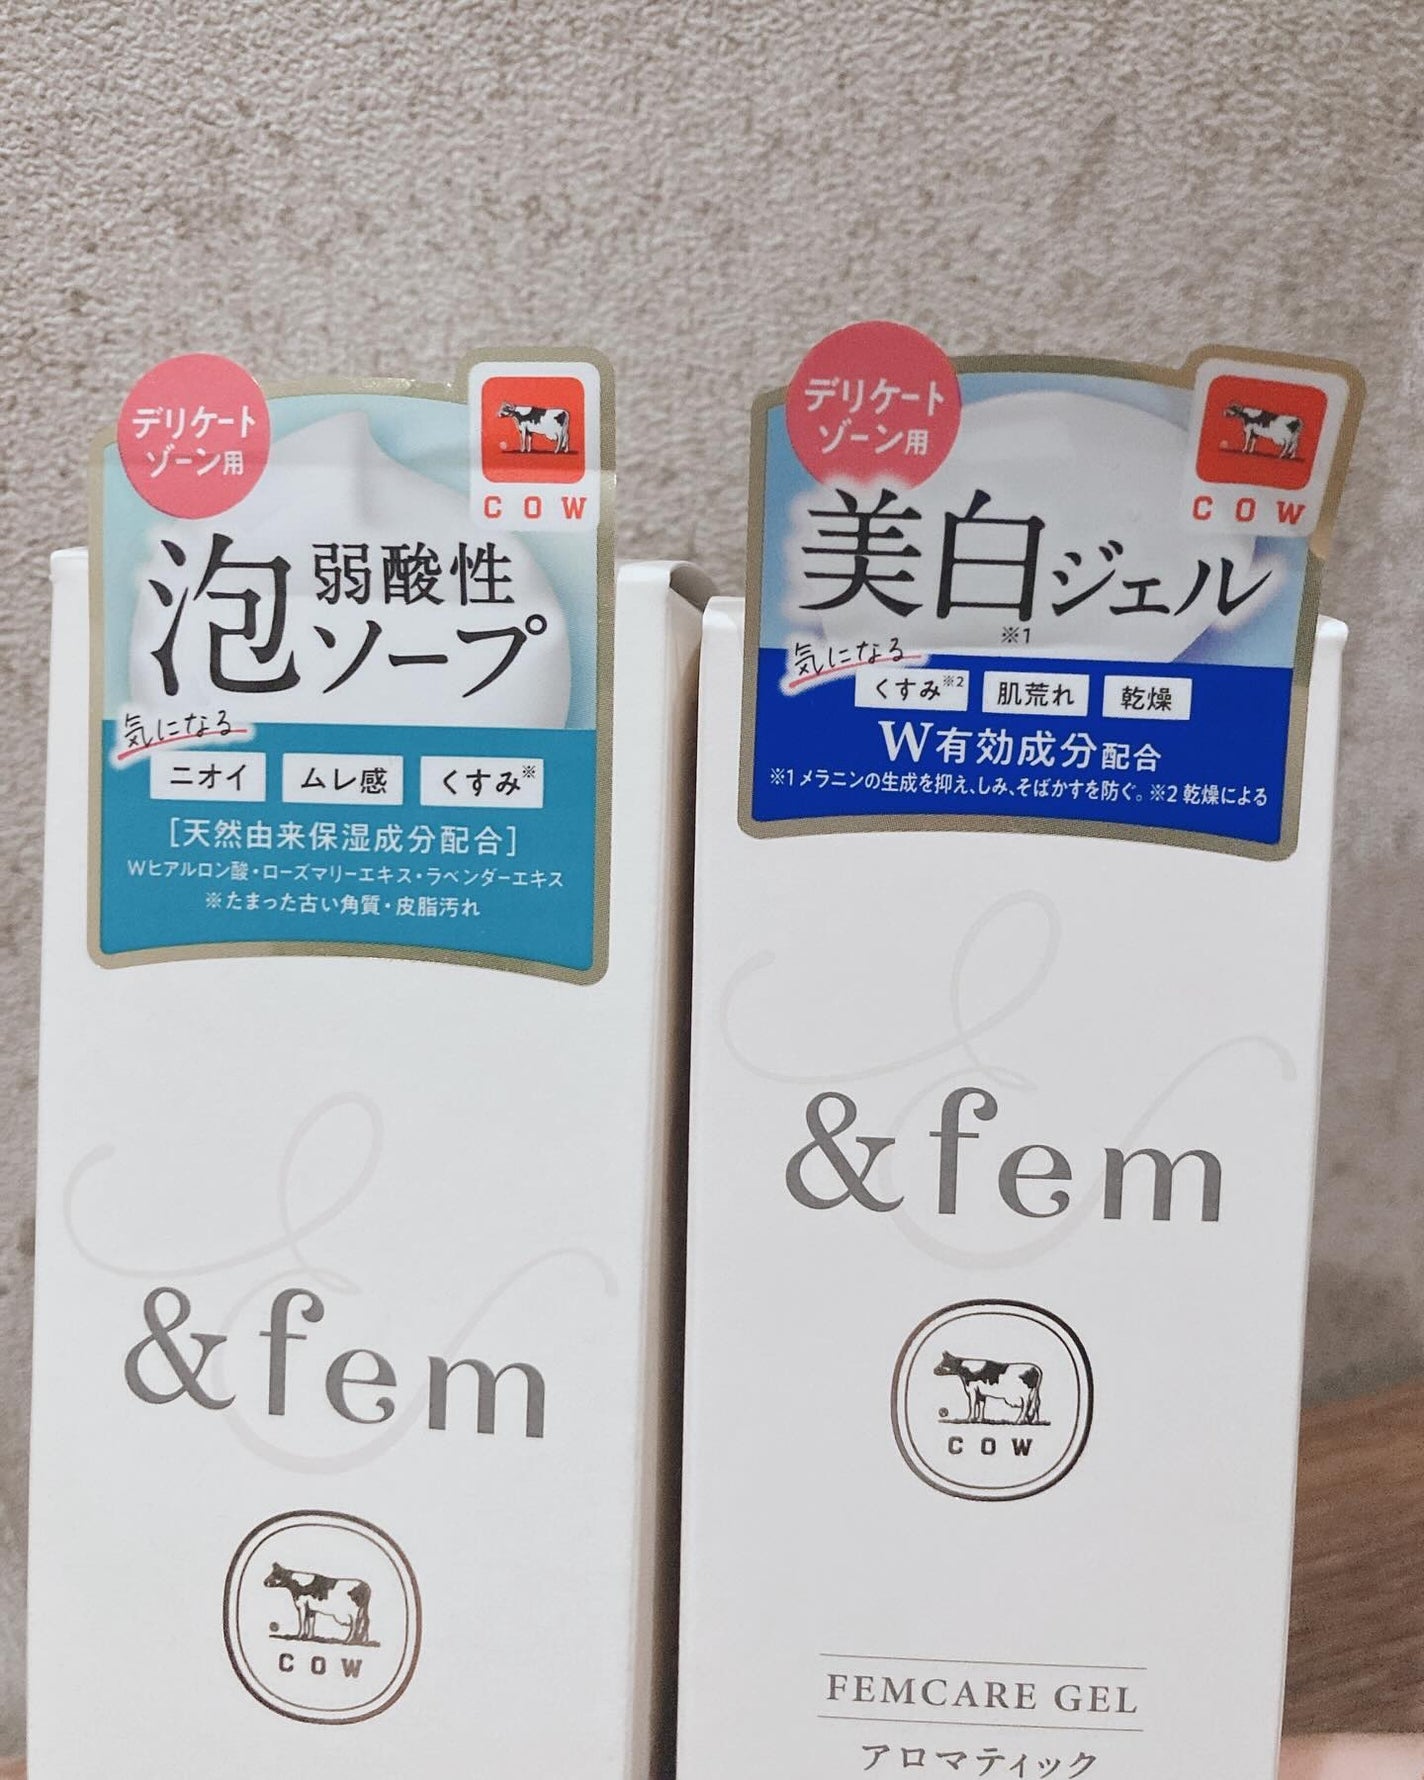 デリケート
ゾーン用
COW
泡
弱酸性
ソープ
気になる
ニオイ ムレ感 くすみ※
[天然由来保湿成分配合]
Wヒアルロン酸・ローズマリーエキス・ラベンダーエキス
※たまった古い角質・皮脂汚れ
&fem
COW
デリケート
ゾーン用
COW
美白ジェル
※1
気になる
くすみ※2 肌荒れ 乾燥
W有効成分配合
※1 メラニンの生成を抑え、しみ、そばかすを防ぐ。※2 乾燥による
&fem
COW
FEMCARE GEL
アロマティック